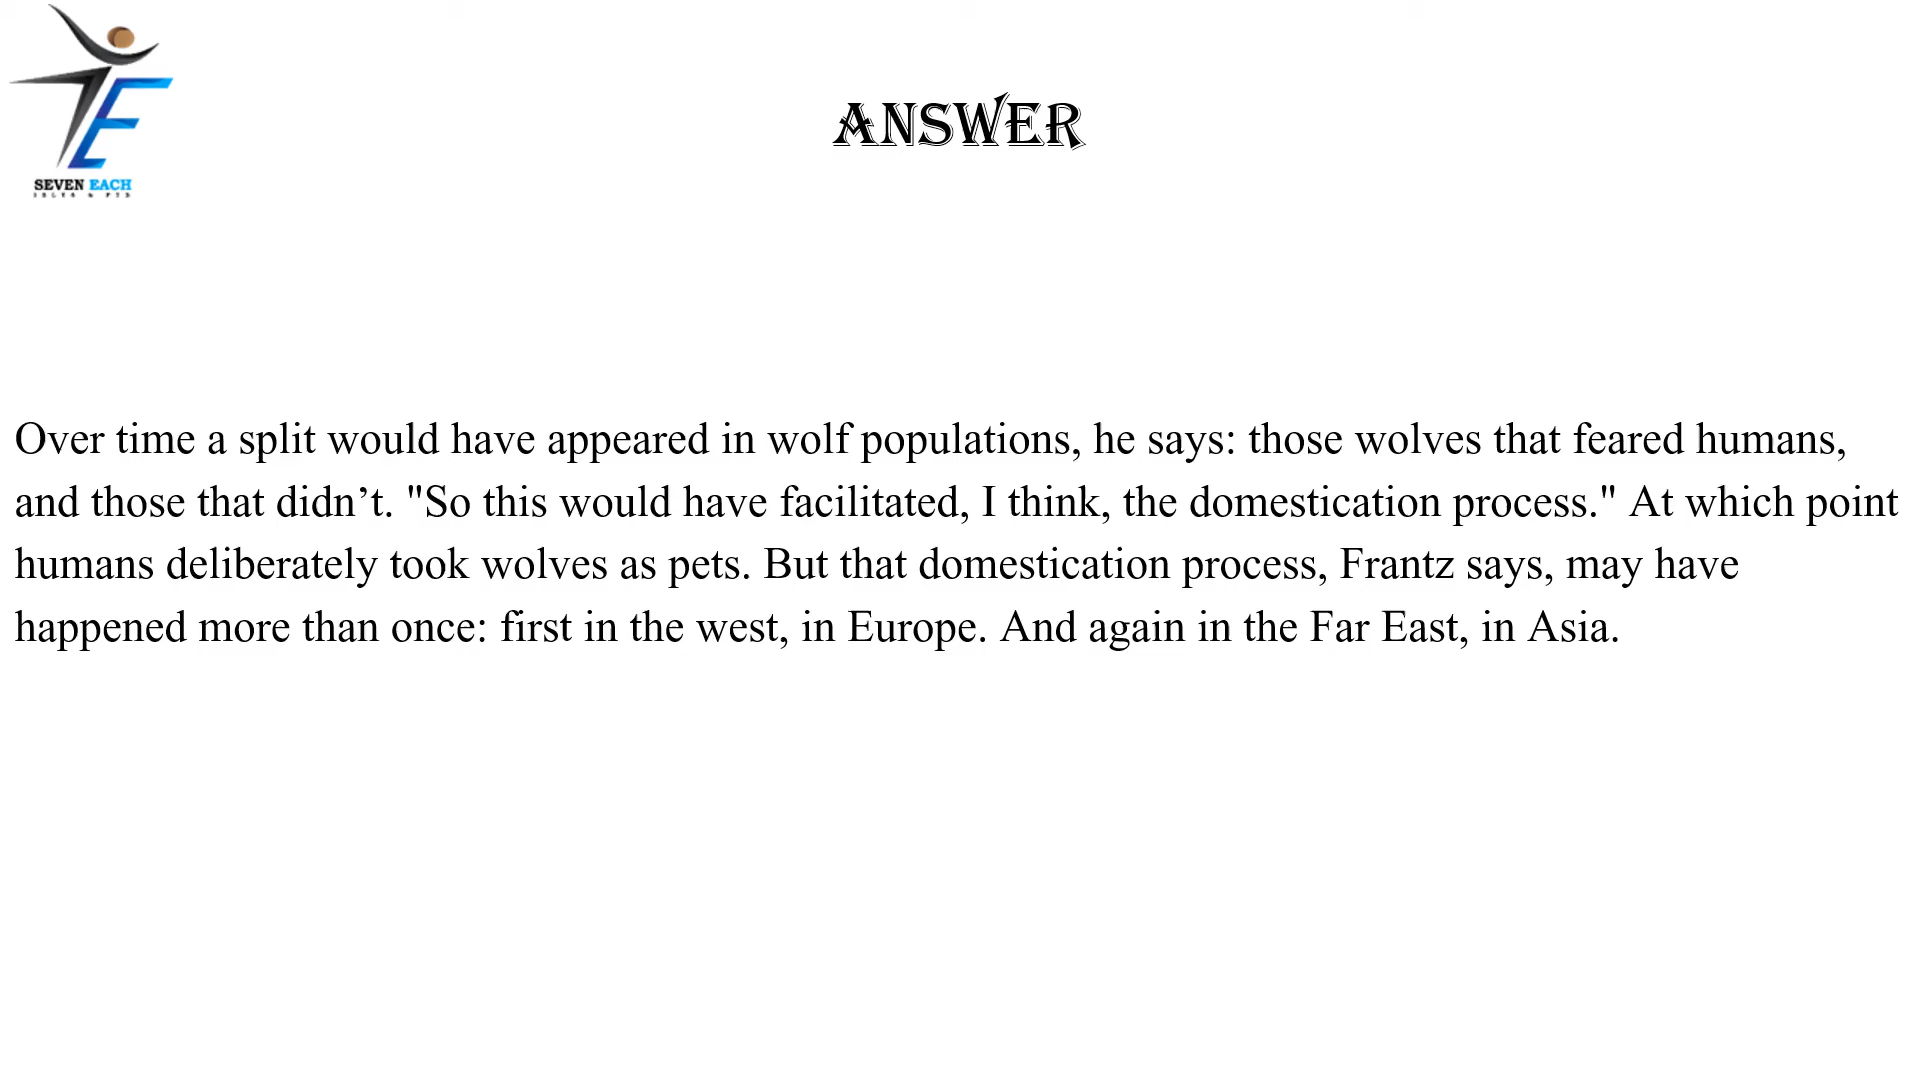 SEVEN EACH
IELTS & PTE
ANSWER
Over time a split would have appeared in wolf populations, he says: those wolves that feared humans,
and those that didn’t. "So this would have facilitated, I think, the domestication process." At which point
humans deliberately took wolves as pets. But that domestication process, Frantz says, may have
happened more than once: first in the west, in Europe. And again in the Far East, in Asia.